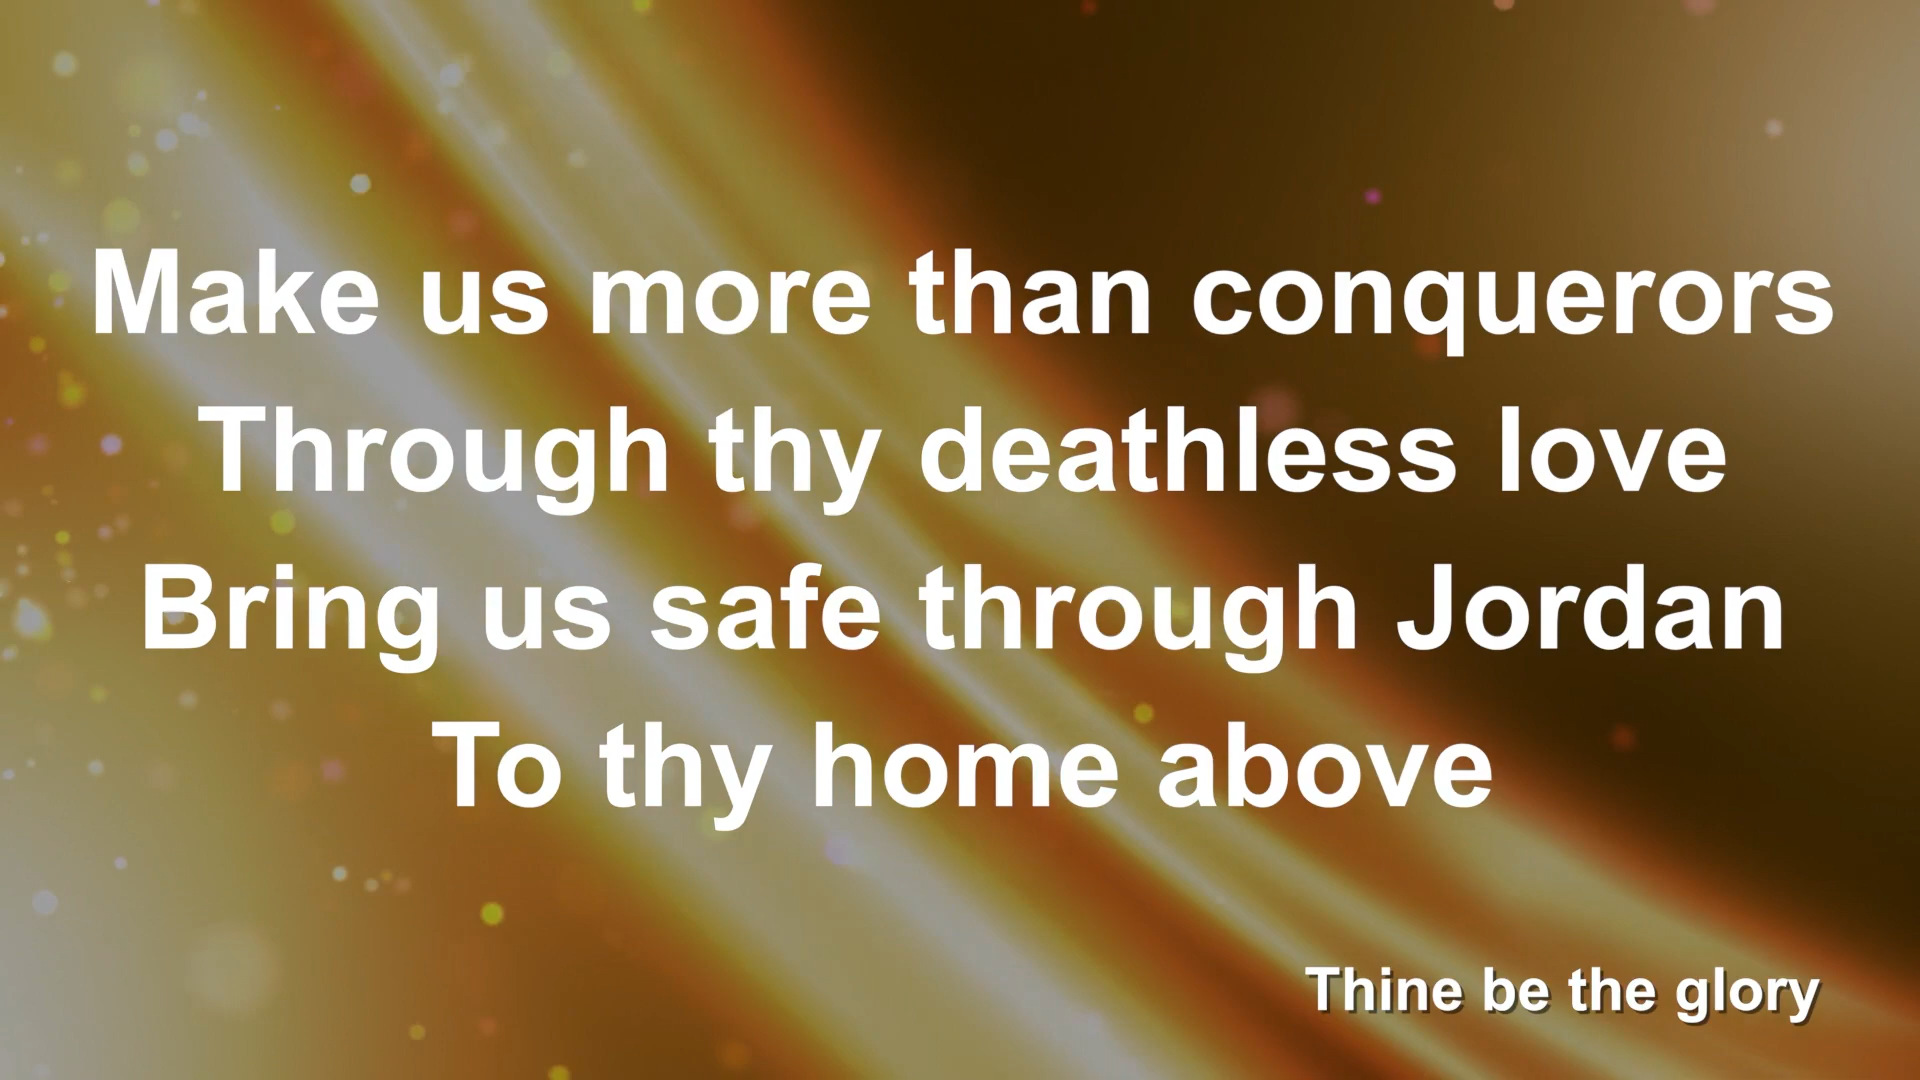 Make us more than conquerors
Through thy deathless love
Bring us safe through Jordan
To thy home above
Thine be the glory